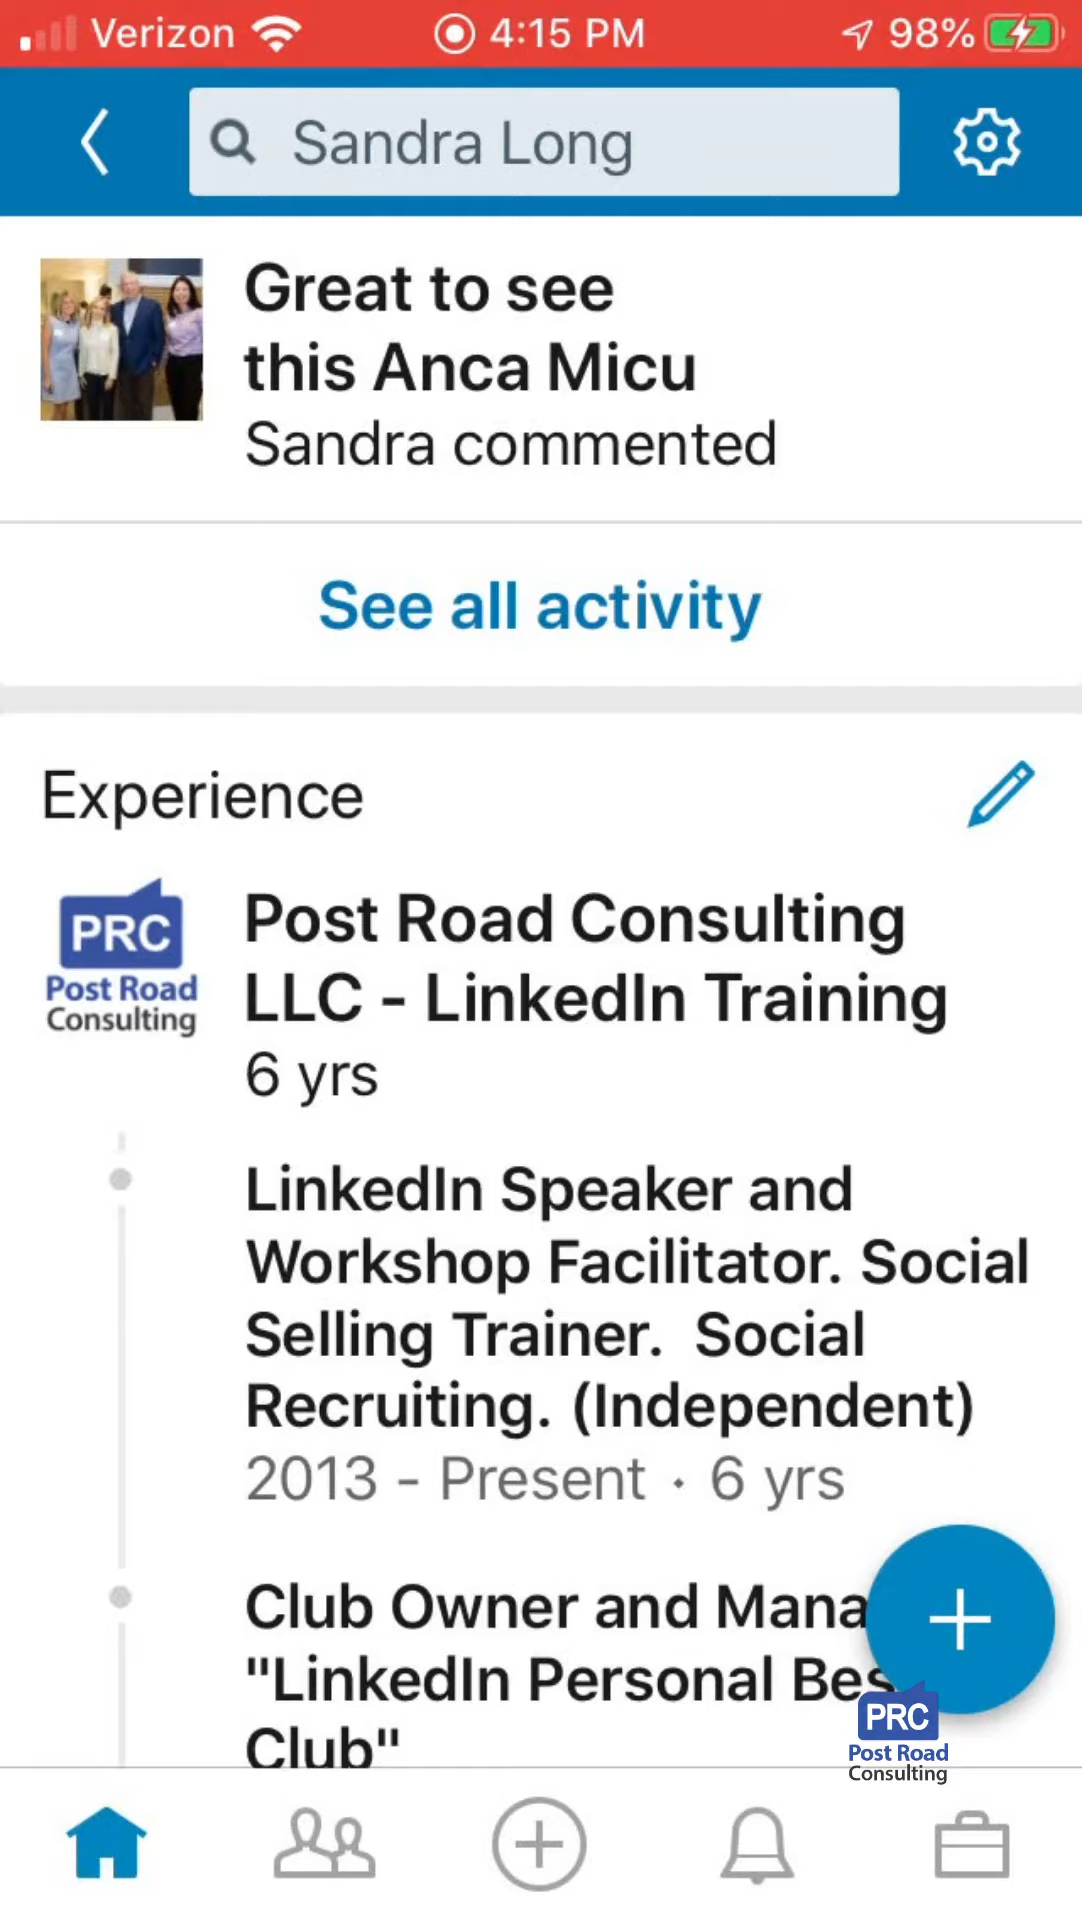 Verizon 4:15 PM 98%
Sandra Long
Great to see
this Anca Micu
Sandra commented
See all activity
Experience
PRC
Post Road
Consulting
Post Road Consulting
LLC - LinkedIn Training
6 yrs
LinkedIn Speaker and
Workshop Facilitator. Social
Selling Trainer.  Social
Recruiting. (Independent)
2013 - Present · 6 yrs
Club Owner and Mana
"LinkedIn Personal Bes
Club"
PRC
Post Road
Consulting